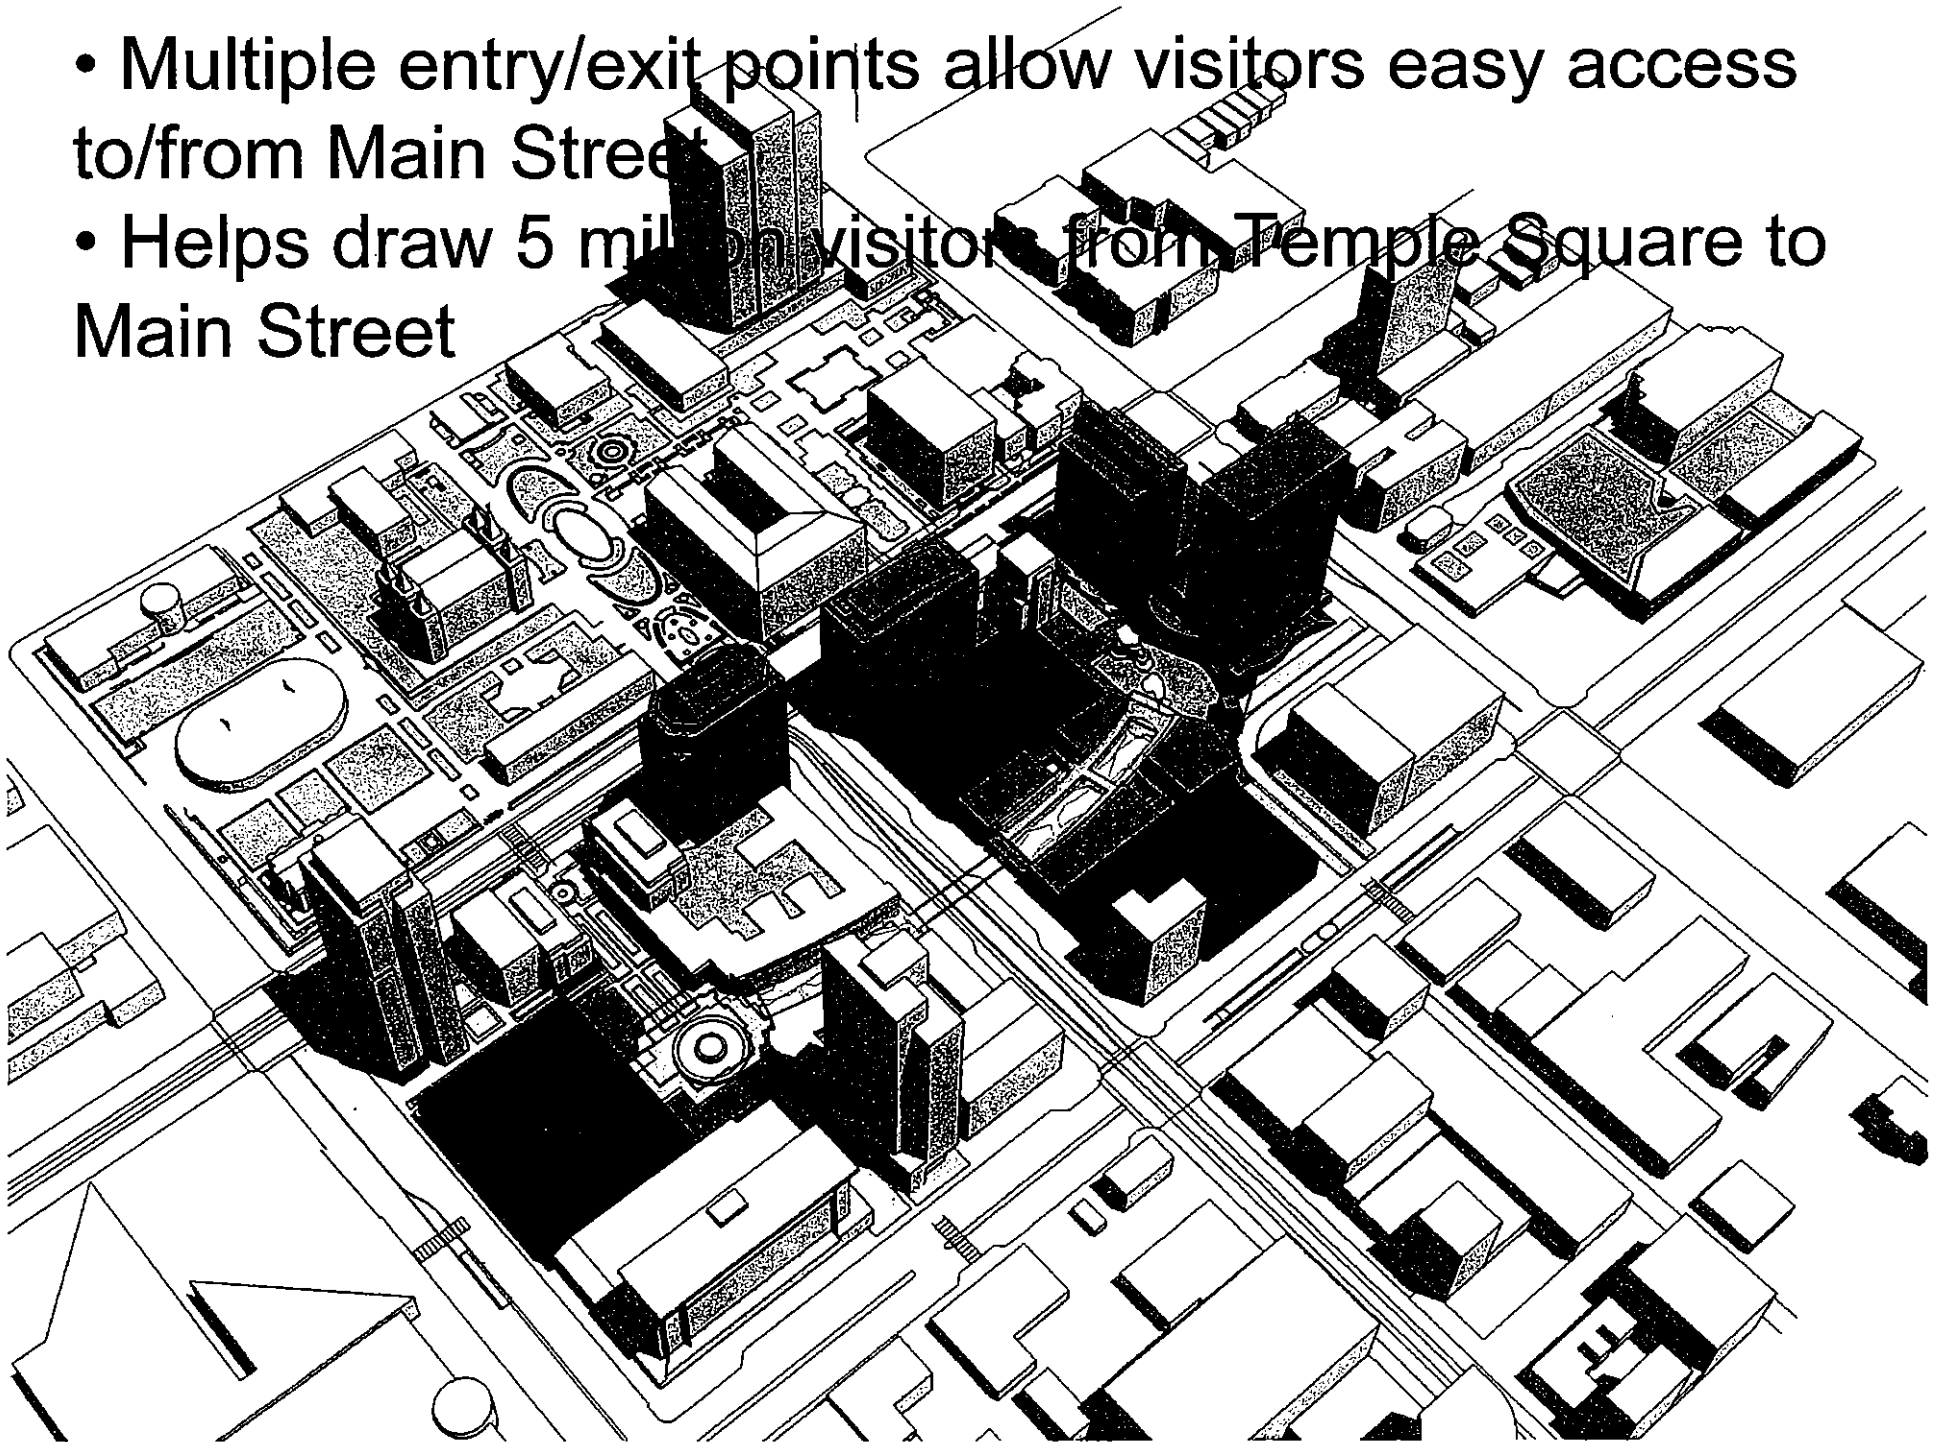 • Multiple entry/exit points allow visitors easy access
to/from Main Street
• Helps draw 5 million visitors from Temple Square to
Main Street